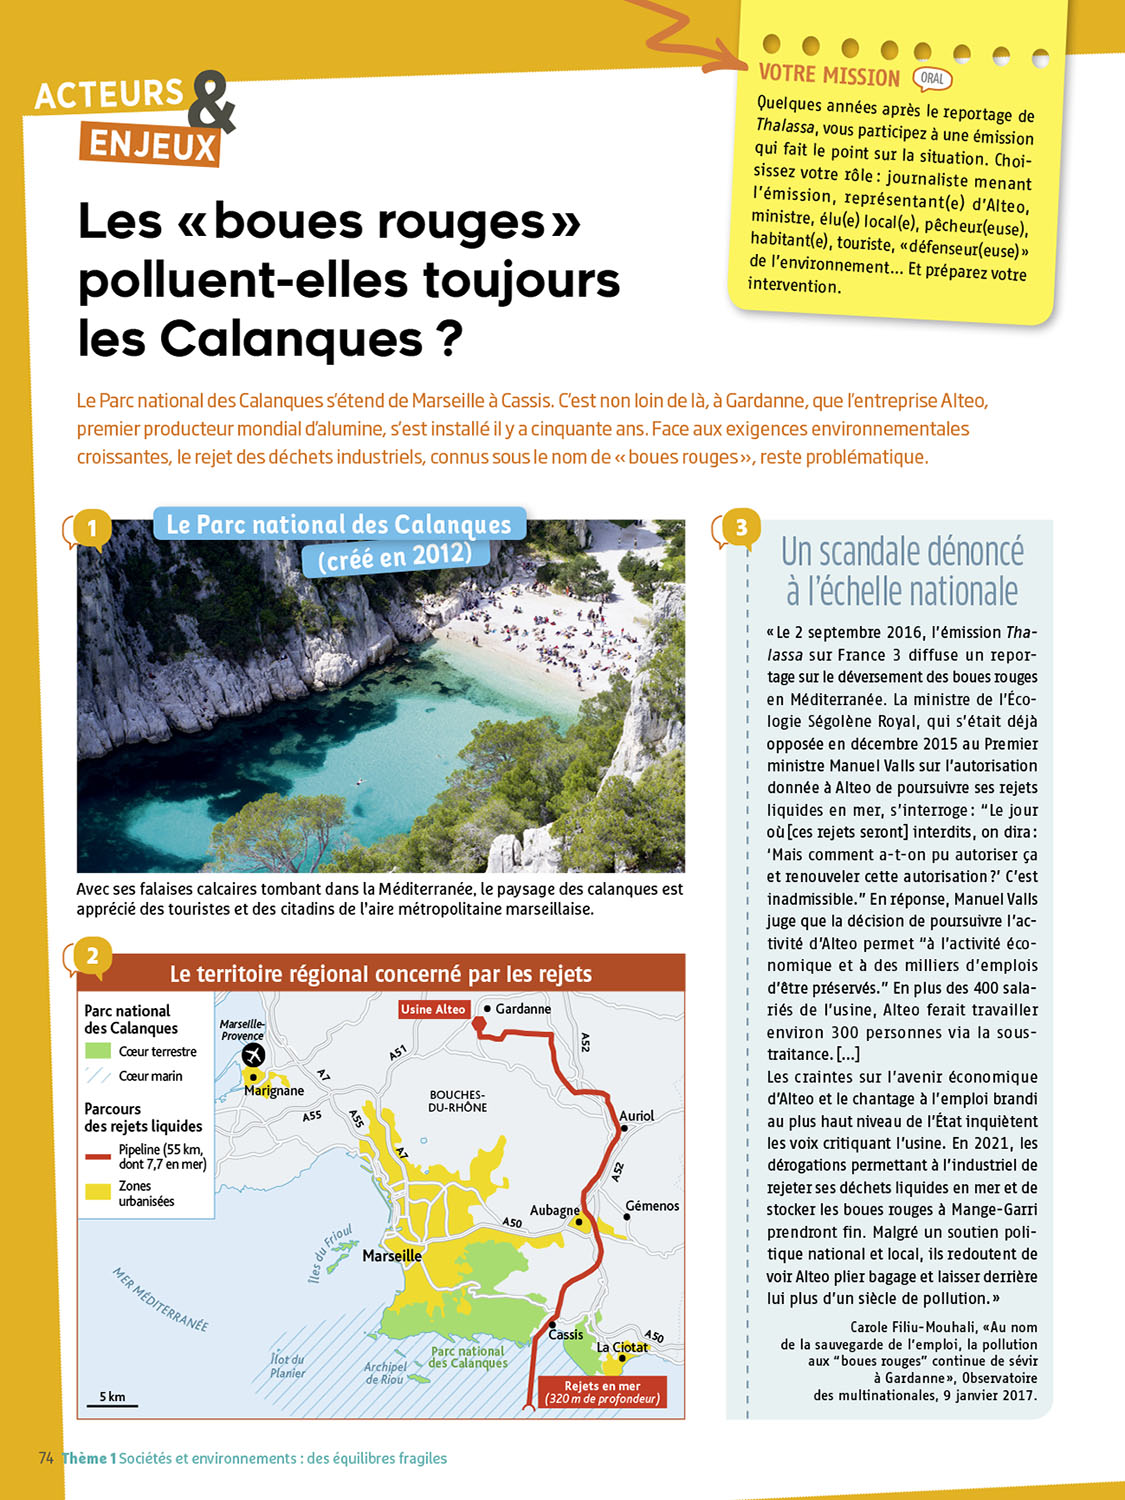 ACTEURS &
ENJEUX
VOTRE MISSION ORAL
Quelques années après le reportage de
Thalassa, vous participez à une émission
qui fait le point sur la situation. Choi-
sissez votre rôle : journaliste menant
l'émission, représentant(e) d'Alteo,
ministre, élu(e) local(e), pêcheur(euse),
habitant(e), touriste, «défenseur(euse)»
de l'environnement... Et préparez votre
intervention.
Les «boues rouges»
polluent-elles toujours
les Calanques ?
Le Parc national des Calanques s'étend de Marseille à Cassis. C'est non loin de là, à Gardanne, que l'entreprise Alteo,
premier producteur mondial d'alumine, s'est installé il y a cinquante ans. Face aux exigences environnementales
croissantes, le rejet des déchets industriels, connus sous le nom de «boues rouges», reste problématique.
1
Le Parc national des Calanques
(créé en 2012)
Avec ses falaises calcaires tombant dans la Méditerranée, le paysage des calanques est
apprécié des touristes et des citadins de l'aire métropolitaine marseillaise.
2
Le territoire régional concerné par les rejets
Parc national
des Calanques
Cœur terrestre
Cœur marin
Parcours
des rejets liquides
Pipeline (55 km,
dont 7,7 en mer)
Zones
urbanisées
Marseille-
Provence
Marignane
Usine Alteo
Gardanne
A51
A52
A7
A55
A55
A7
BOUCHES-
DU-RHÔNE
Auriol
A52
Aubagne
Gémenos
A50
Marseille
Îles du Frioul
MER MÉDITERRANÉE
Cassis
A50
La Ciotat
Parc national
des Calanques
Îlot du
Planier
Archipel
de Riou
Rejets en mer
(320 m de profondeur)
5 km
3
Un scandale dénoncé
à l'échelle nationale
«Le 2 septembre 2016, l'émission Tha-
lassa sur France 3 diffuse un repor-
tage sur le déversement des boues rouges
en Méditerranée. La ministre de l'Éco-
logie Ségolène Royal, qui s'était déjà
opposée en décembre 2015 au Premier
ministre Manuel Valls sur l'autorisation
donnée à Alteo de poursuivre ses rejets
liquides en mer, s'interroge : "Le jour
où [ces rejets seront] interdits, on dira :
'Mais comment a-t-on pu autoriser ça
et renouveler cette autorisation ?' C'est
inadmissible." En réponse, Manuel Valls
juge que la décision de poursuivre l'ac-
tivité d'Alteo permet "à l'activité éco-
nomique et à des milliers d'emplois
d'être préservés." En plus des 400 sala-
riés de l'usine, Alteo ferait travailler
environ 300 personnes via la sous-
traitance. [...]
Les craintes sur l'avenir économique
d'Alteo et le chantage à l'emploi brandi
au plus haut niveau de l'État inquiètent
les voix critiquant l'usine. En 2021, les
dérogations permettant à l'industriel de
rejeter ses déchets liquides en mer et de
stocker les boues rouges à Mange-Garri
prendront fin. Malgré un soutien poli-
tique national et local, ils redoutent de
voir Alteo plier bagage et laisser derrière
lui plus d'un siècle de pollution.»
Carole Filiu-Mouhali, «Au nom
de la sauvegarde de l'emploi, la pollution
aux "boues rouges" continue de sévir
à Gardanne», Observatoire
des multinationales, 9 janvier 2017.
74 Thème 1 Sociétés et environnements : des équilibres fragiles